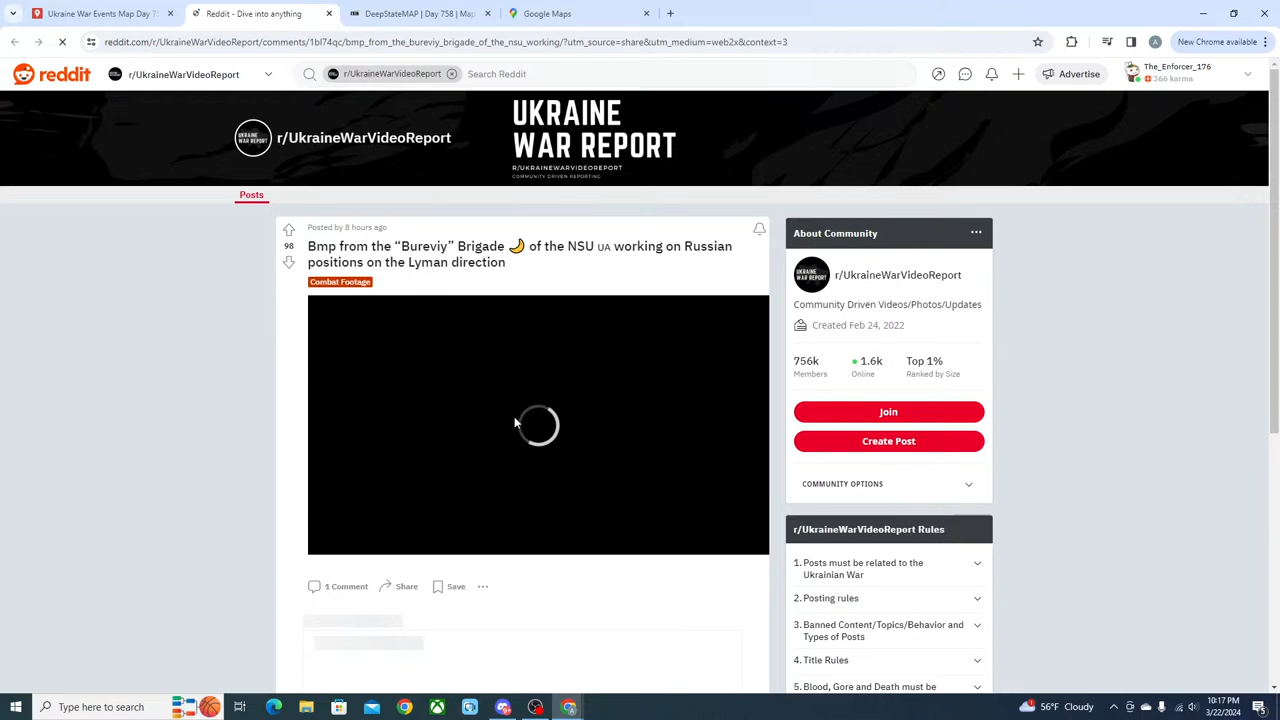 Ukraine War Events Map Day 7
Reddit - Dive into anything
DeepStateMAP | Day 758 | Map
Google Maps
reddit.com/r/UkraineWarVideoReport/comments/1bl74qc/bmp_from_the_bureviy_brigade_of_the_nsu_working/?utm_source=share&utm_medium=web2x&context=3
New Chrome available
reddit
r/UkraineWarVideoReport
r/UkraineWarVideoReport
Search Reddit
Advertise
The_Enforcer_176
366 karma
UKRAINE WAR REPORT
r/UkraineWarVideoReport
UKRAINE
WAR REPORT
R/UKRAINEWARVIDEOREPORT
COMMUNITY DRIVEN REPORTING
Posts
Posted by 8 hours ago
98
Bmp from the “Bureviy” Brigade 🌙 of the NSU UA working on Russian
positions on the Lyman direction
Combat Footage
1 Comment
Share
Save
About Community
r/UkraineWarVideoReport
Community Driven Videos/Photos/Updates
Created Feb 24, 2022
756k
1.6k
Top 1%
Members
Online
Ranked by Size
Join
Create Post
COMMUNITY OPTIONS
r/UkraineWarVideoReport Rules
1. Posts must be related to the
Ukrainian War
2. Posting rules
3. Banned Content/Topics/Behavior and
Types of Posts
4. Title Rules
5. Blood, Gore and Death must be
Type here to search
56°F Cloudy
10:17 PM
3/22/2024